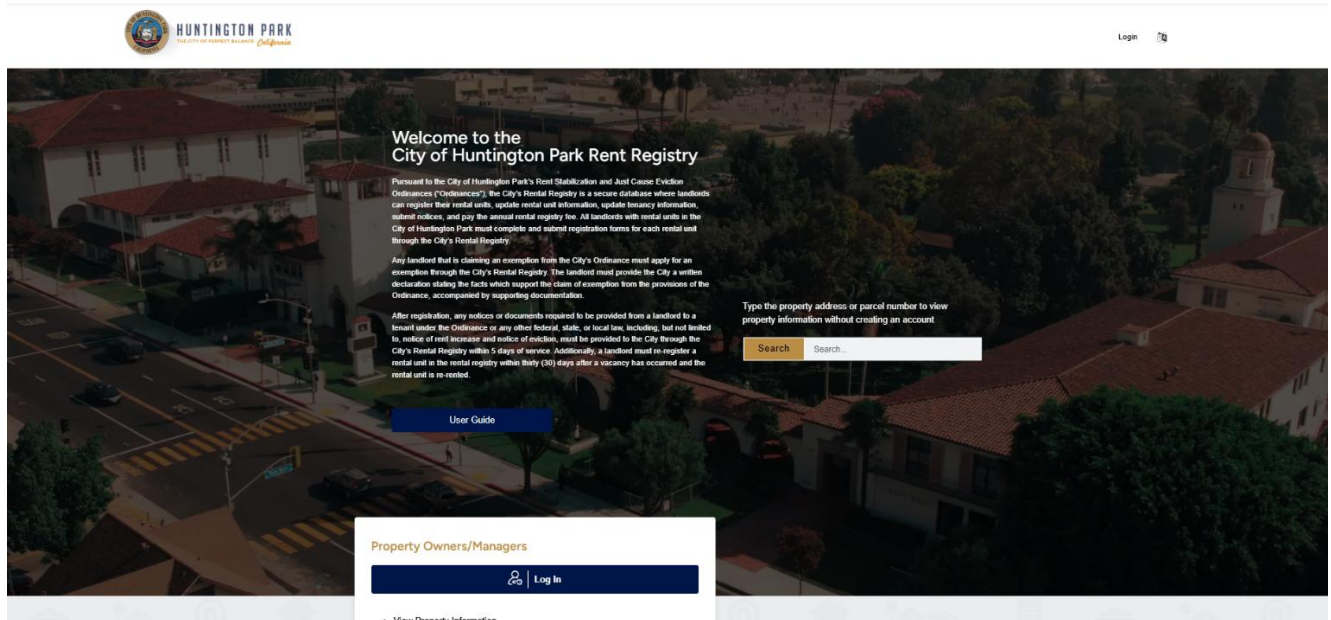 HUNTINGTON PARK
THE CITY OF PERFECT BALANCE California
Login
Welcome to the
City of Huntington Park Rent Registry
Pursuant to the City of Huntington Park's Rent Stabilization and Just Cause Eviction
Ordinances ("Ordinances"), the City's Rental Registry is a secure database where landlords
can register their rental units, update rental unit information, update tenancy information,
submit notices, and pay the annual rental registry fee. All landlords with rental units in the
City of Huntington Park must complete and submit registration forms for each rental unit
through the City's Rental Registry.
Any landlord that is claiming an exemption from the City's Ordinance must apply for an
exemption through the City's Rental Registry. The landlord must provide the City a written
declaration stating the facts which support the claim of exemption from the provisions of the
Ordinance, accompanied by supporting documentation.
After registration, any notices or documents required to be provided from a landlord to a
tenant under the Ordinance or any other federal, state, or local law, including, but not limited
to, notice of rent increase and notice of eviction, must be provided to the City through the
City's Rental Registry within 5 days of service. Additionally, a landlord must re-register a
rental unit in the rental registry within thirty (30) days after a vacancy has occurred and the
rental unit is re-rented.
User Guide
Type the property address or parcel number to view
property information without creating an account
Search Search...
Property Owners/Managers
Log In
View Property Information